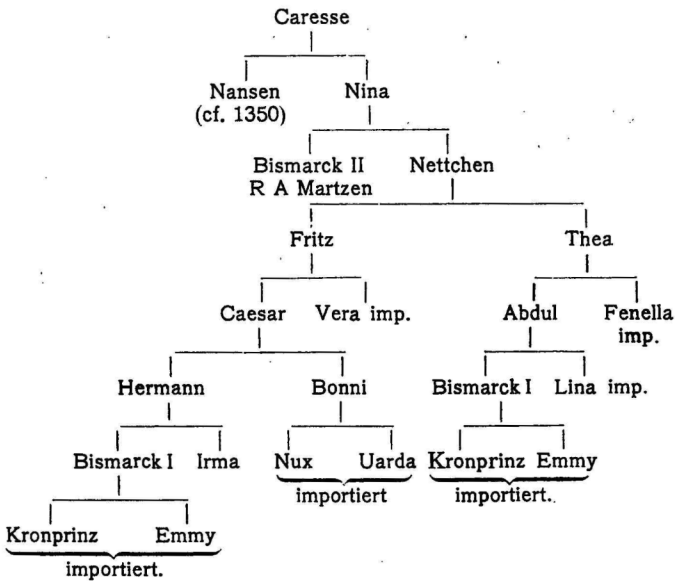 Caresse
Nansen Nina
(cf. 1350)
Bismarck II Nettchen
R A Martzen
Fritz Thea
Caesar Vera imp. Abdul Fenella
imp.
Hermann Bonni Bismarck I Lina imp.
Bismarck I Irma Nux Uarda Kronprinz Emmy
importiert importiert.
Kronprinz Emmy
importiert.